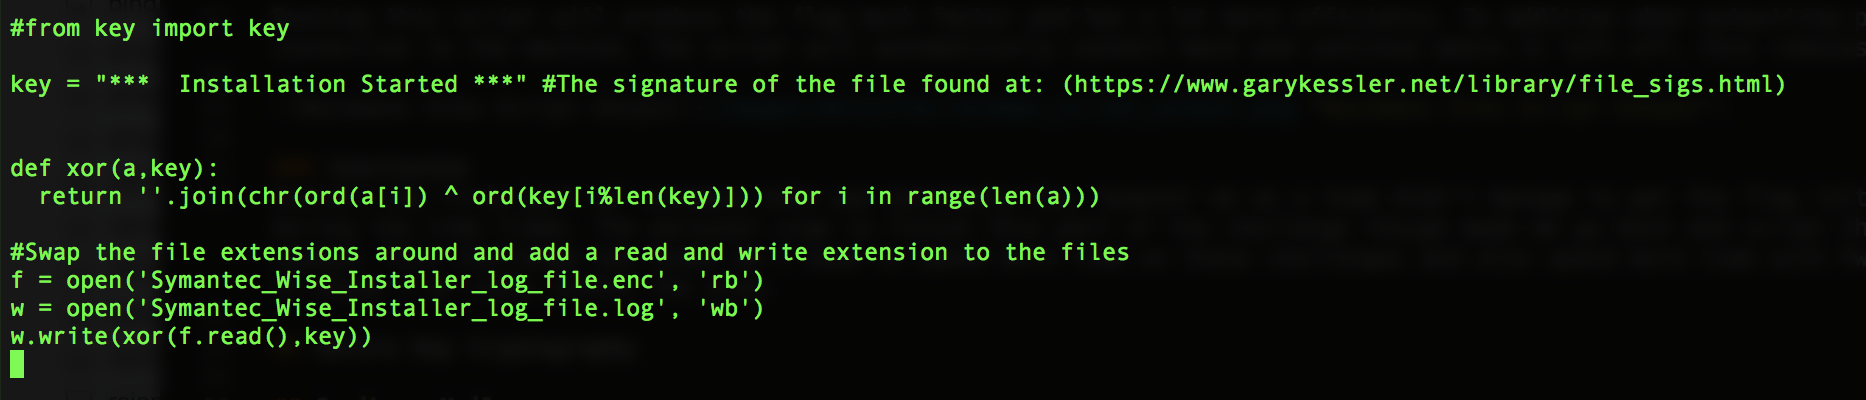 #from key import key
key = "***  Installation Started ***" #The signature of the file found at: (https://www.garykessler.net/library/file_sigs.html)
def xor(a,key):
  return ''.join(chr(ord(a[i]) ^ ord(key[i%len(key)])) for i in range(len(a)))
#Swap the file extensions around and add a read and write extension to the files
f = open('Symantec_Wise_Installer_log_file.enc', 'rb')
w = open('Symantec_Wise_Installer_log_file.log', 'wb')
w.write(xor(f.read(),key))